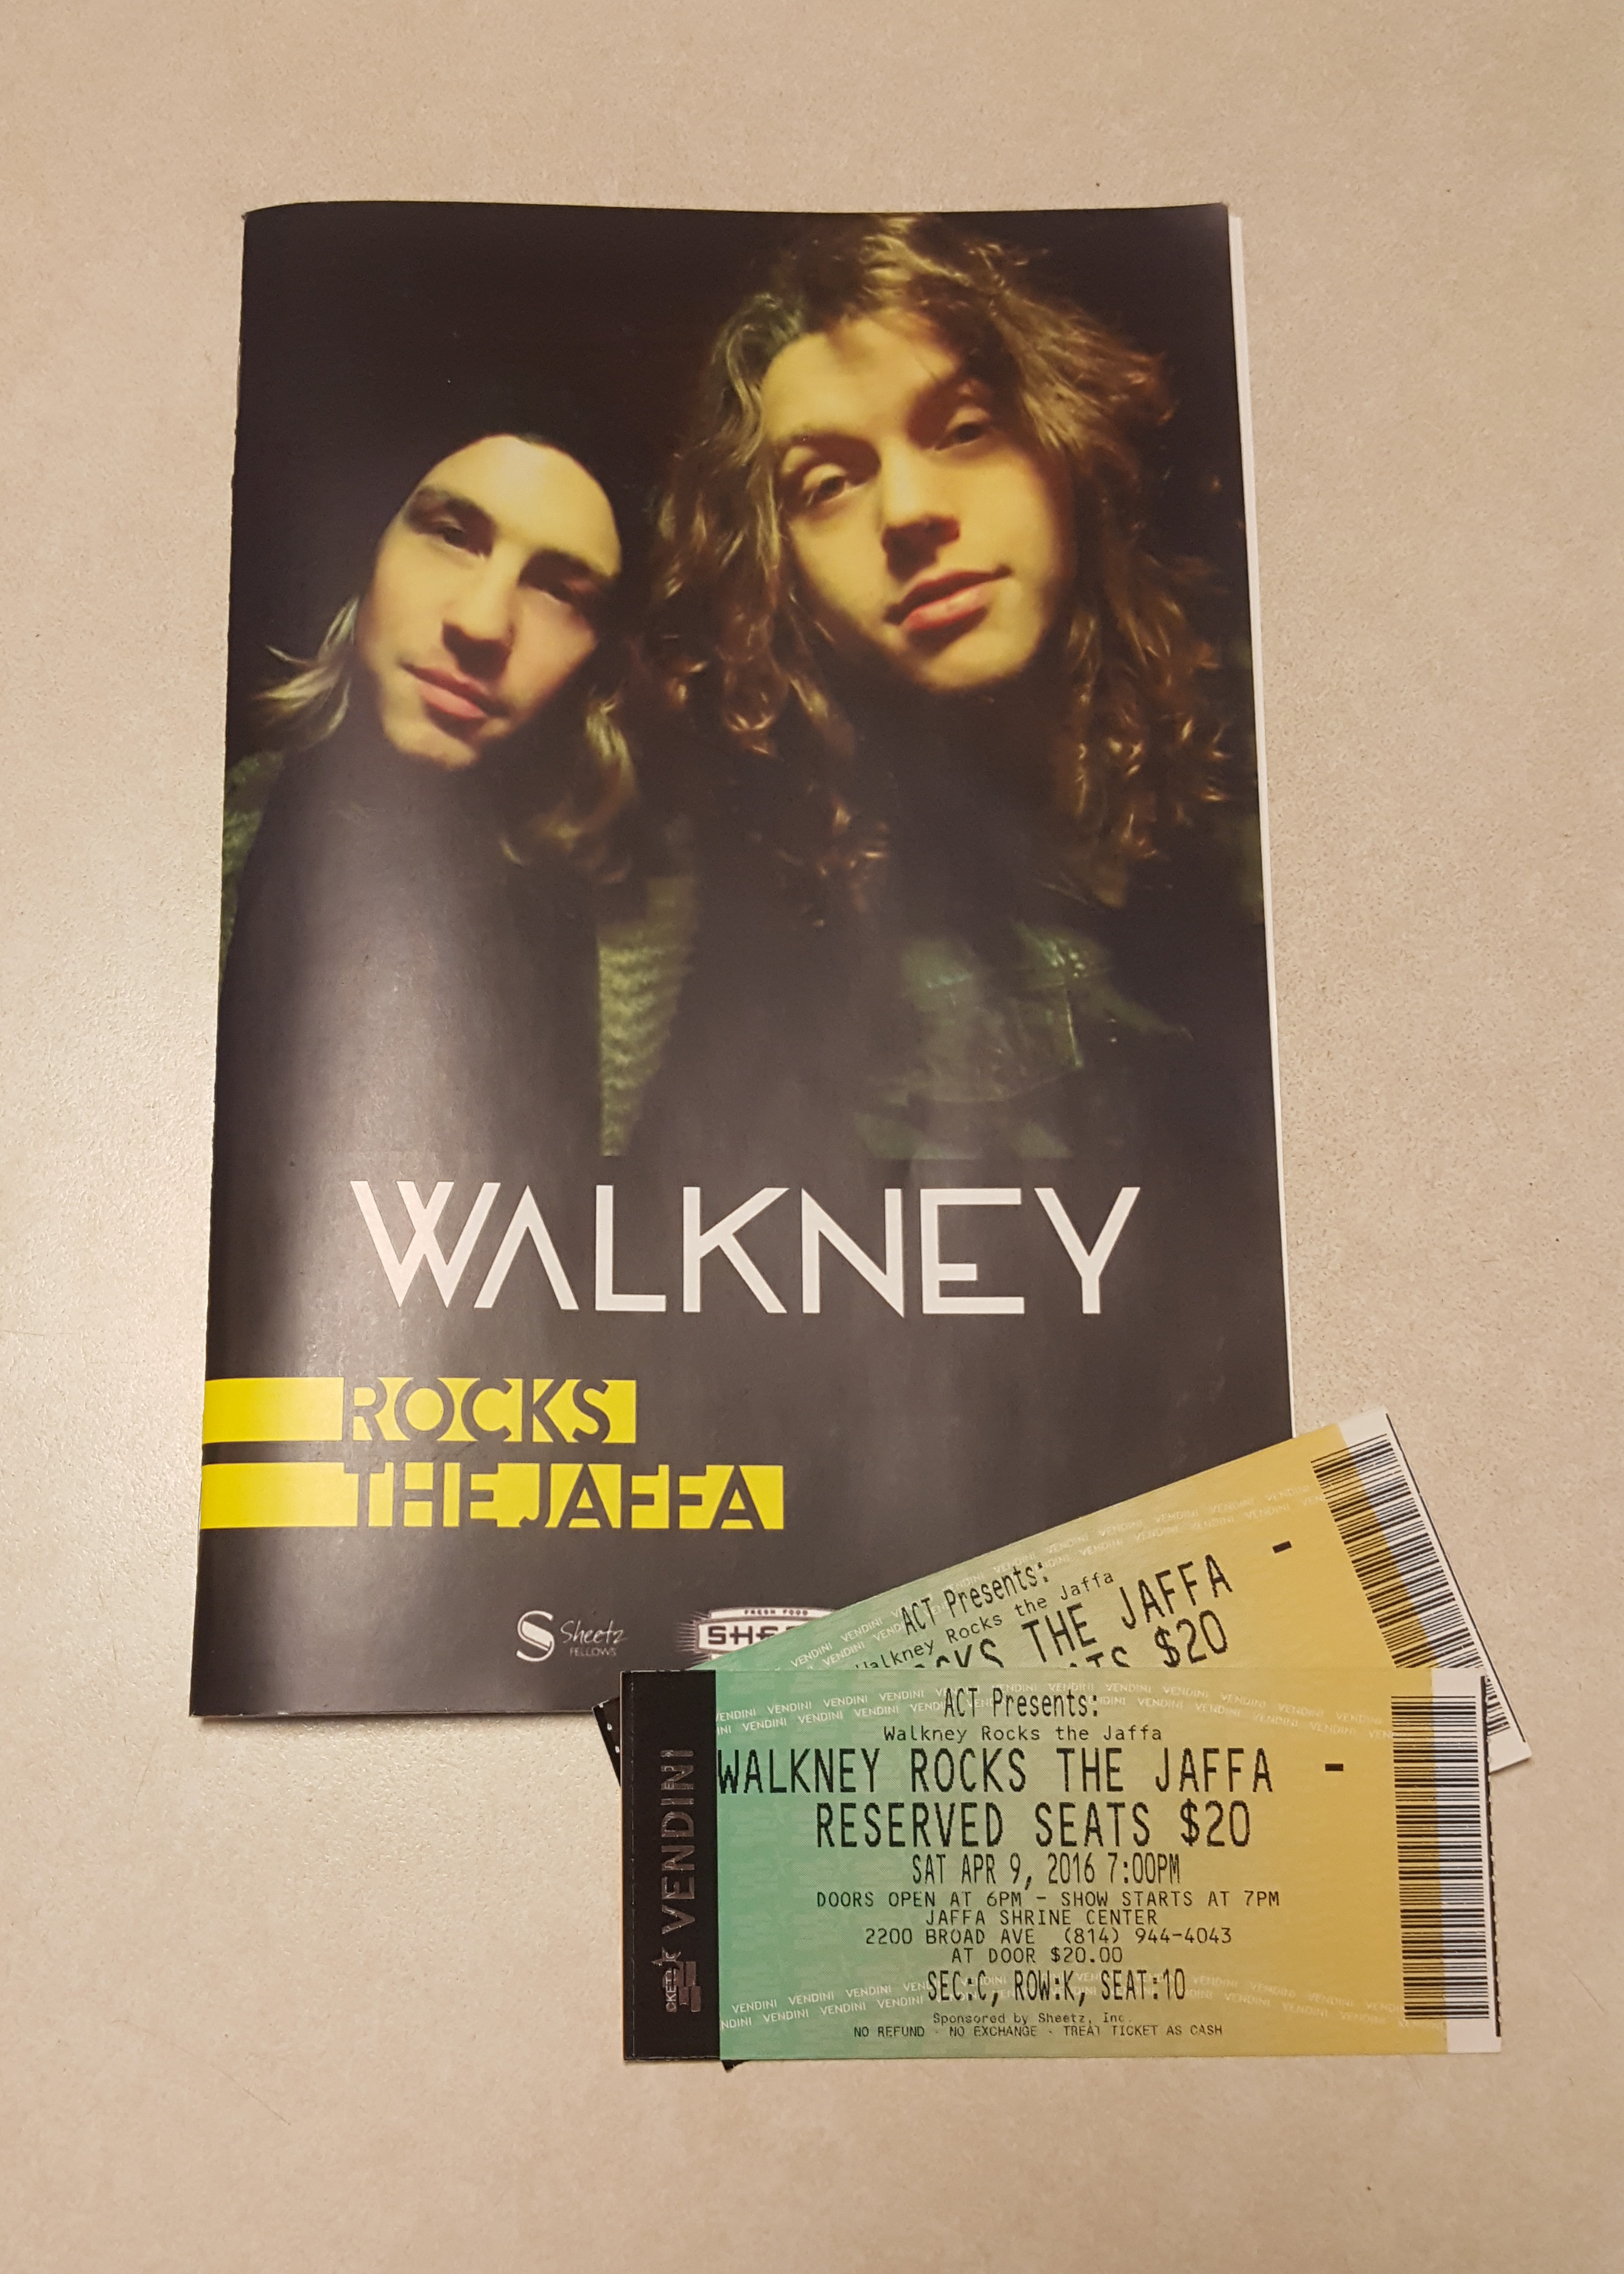 WALKNEY
ROCKS
THE JAFFA
Sheetz
FELLOWS
FRESH FOOD
ACT Presents:
Walkney Rocks the Jaffa
THE JAFFA -
$20
VENDINI
ACT Presents:
Walkney Rocks the Jaffa
WALKNEY ROCKS THE JAFFA -
RESERVED SEATS $20
SAT APR 9, 2016 7:00PM
DOORS OPEN AT 6PM - SHOW STARTS AT 7PM
JAFFA SHRINE CENTER
2200 BROAD AVE (814) 944-4043
AT DOOR $20.00
SEC:C, ROW:K, SEAT:10
Sponsored by Sheetz, Inc.
NO REFUND - NO EXCHANGE - TREAT TICKET AS CASH